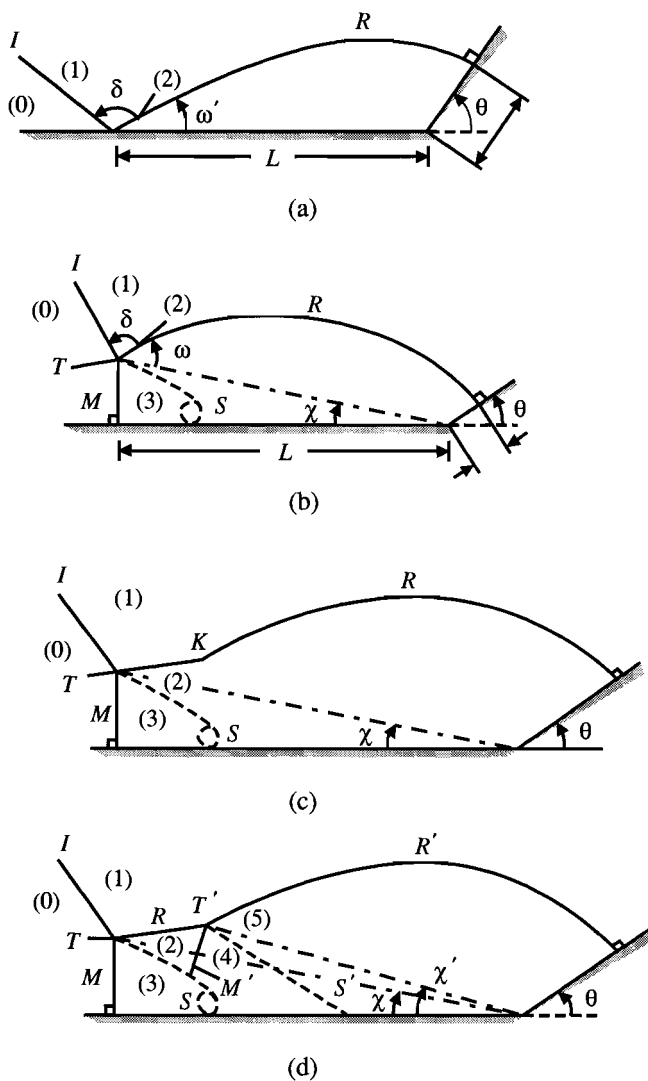 R
I
(1)
(2)
δ
(0)
ω′
θ
L
(a)
I
(1)
(0)
(2)
R
δ
T
ω
M
(3)
S
χ
θ
L
(b)
R
I
(1)
K
(0)
T
(2)
M
(3)
S
χ
θ
(c)
R′
I
(1)
T′
(0)
R
(5)
T
(2)
(4)
M
(3)
M′
S′
χ′
S
χ
θ
(d)